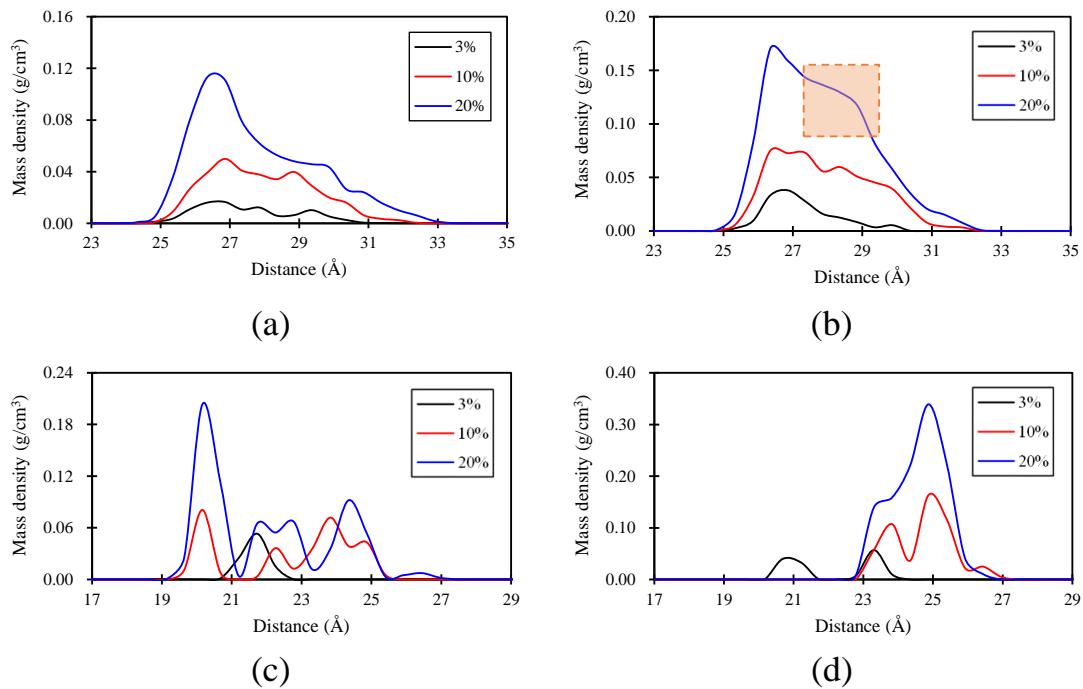 0.16
0.12
0.08
0.04
0.00
Mass density (g/cm³)
3%
10%
20%
23 25 27 29 31 33 35
Distance (Å)
(a)
0.20
0.15
0.10
0.05
0.00
Mass density (g/cm³)
3%
10%
20%
23 25 27 29 31 33 35
Distance (Å)
(b)
0.24
0.18
0.12
0.06
0.00
Mass density (g/cm³)
3%
10%
20%
17 19 21 23 25 27 29
Distance (Å)
(c)
0.40
0.30
0.20
0.10
0.00
Mass density (g/cm³)
3%
10%
20%
17 19 21 23 25 27 29
Distance (Å)
(d)